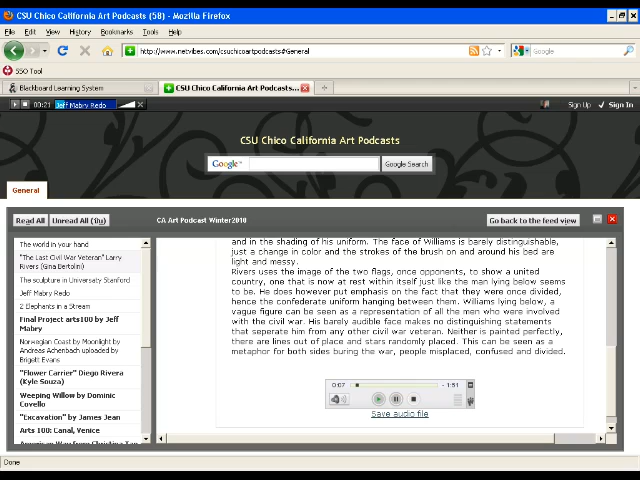 CSU Chico California Art Podcasts (58) - Mozilla Firefox
File Edit View History Bookmarks Tools Help
http://www.netvibes.com/csuchicoartpodcasts#General
Google
SSO Tool
Blackboard Learning System
CSU Chico California Art Podcasts...
00:21 Jeff Mabry Redo
Sign Up
Sign In
CSU Chico California Art Podcasts
Google™
Google Search
General
Read All
CA Art Podcast Winter2010
Go back to the feed view
The world in your hand
"The Last Civil War Veteran" Larry
Rivers (Gina Bertolini)
The sculpture in University Stanford
Jeff Mabry Redo
2 Elephants in a Stream
Final Project arts100 by Jeff
Mabry
Norwegian Coast by Moonlight by
Andreas Achenbach uploaded by
Brigett Evans
"Flower Carrier" Diego Rivera
(Kyle Souza)
Weeping Willow by Dominic
Covello
"Excavation" by James Jean
Arts 100: Canal, Venice
American Way from Christina Tan
and in the shading of his uniform. The face of Williams is barely distinguishable,
just a change in color and the strokes of the brush on and around his bed are
light and messy.
Rivers uses the image of the two flags, once opponents, to show a united
country, one that is now at rest within itself just like the man lying below seems
to be. He does however put emphasis on the fact that they were once divided,
hence the confederate uniform hanging between them. Williams lying below, a
vague figure can be seen as a representation of all the men who were involved
with the civil war. His barely audible face makes no distinguishing statements
that seperate him from any other civil war veteran. Neither is painted perfectly,
there are lines out of place and stars randomly placed. This can be seen as a
metaphor for both sides buring the war, people misplaced, confused and divided.
0:07
- 1:51
Save audio file
Done